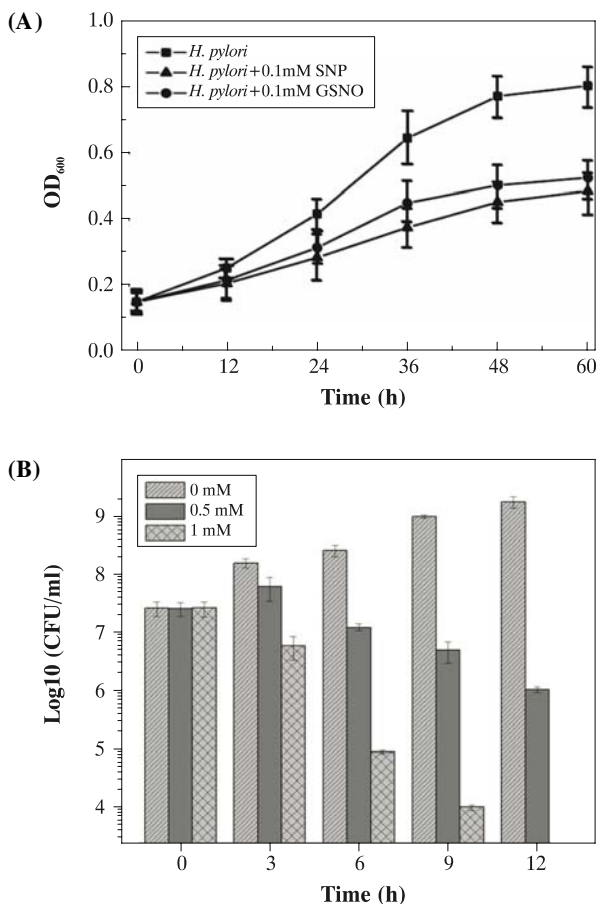 (A)
H. pylori
H. pylori+0.1mM SNP
H. pylori+0.1mM GSNO
OD600
1.0
0.8
0.6
0.4
0.2
0.0
0 12 24 36 48 60
Time (h)
(B)
0 mM
0.5 mM
1 mM
Log10 (CFU/ml)
9
8
7
6
5
4
0 3 6 9 12
Time (h)